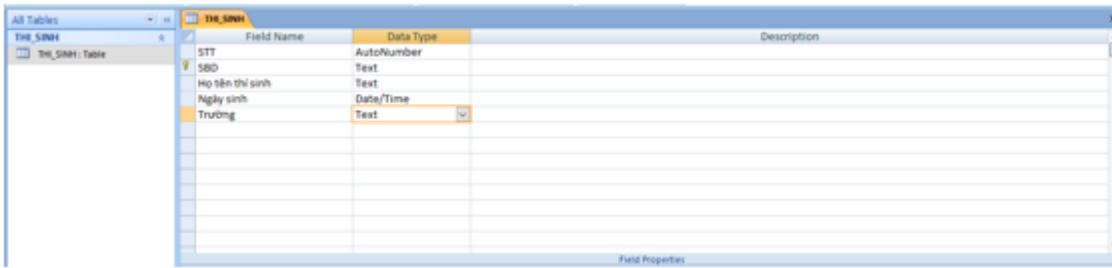 All Tables
THI_SINH
THI_SINH : Table
THI_SINH
Field Name Data Type Description
STT AutoNumber
SBD Text
Họ tên thí sinh Text
Ngày sinh Date/Time
Trường Text
Field Properties